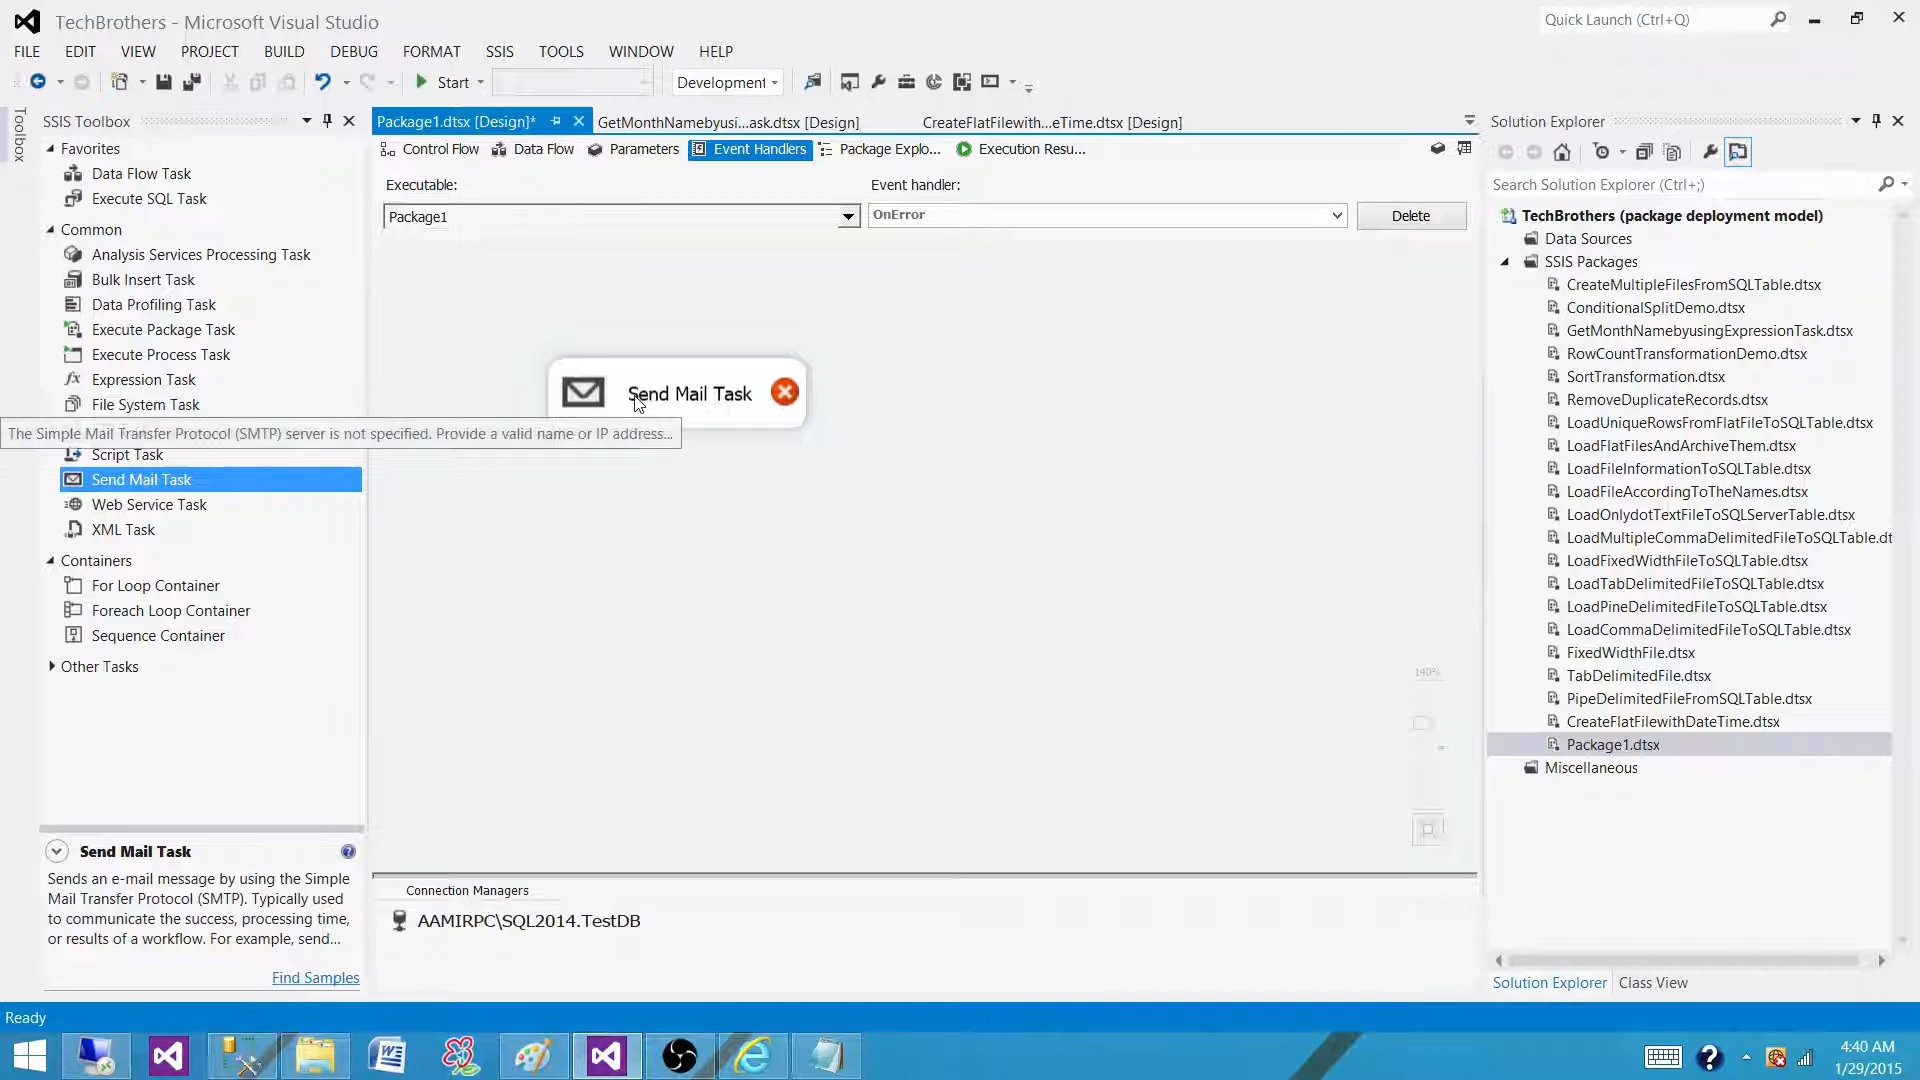 TechBrothers - Microsoft Visual Studio
Quick Launch (Ctrl+Q)
FILE EDIT VIEW PROJECT BUILD DEBUG FORMAT SSIS TOOLS WINDOW HELP
Start
Development
Toolbox
SSIS Toolbox
Favorites
Data Flow Task
Execute SQL Task
Common
Analysis Services Processing Task
Bulk Insert Task
Data Profiling Task
Execute Package Task
Execute Process Task
Expression Task
File System Task
Script Task
Send Mail Task
Web Service Task
XML Task
Containers
For Loop Container
Foreach Loop Container
Sequence Container
Other Tasks
Send Mail Task
Sends an e-mail message by using the Simple
Mail Transfer Protocol (SMTP). Typically used
to communicate the success, processing time,
or results of a workflow. For example, send...
Find Samples
Package1.dtsx [Design]*
GetMonthNamebyusi...ask.dtsx [Design]
CreateFlatFilewith...eTime.dtsx [Design]
Control Flow
Data Flow
Parameters
Event Handlers
Package Explo...
Execution Resu...
Executable:
Event handler:
Package1
OnError
Delete
Send Mail Task
The Simple Mail Transfer Protocol (SMTP) server is not specified. Provide a valid name or IP address...
140%
Connection Managers
AAMIRPC\SQL2014.TestDB
Solution Explorer
Search Solution Explorer (Ctrl+;)
TechBrothers (package deployment model)
Data Sources
SSIS Packages
CreateMultipleFilesFromSQLTable.dtsx
ConditionalSplitDemo.dtsx
GetMonthNamebyusingExpressionTask.dtsx
RowCountTransformationDemo.dtsx
SortTransformation.dtsx
RemoveDuplicateRecords.dtsx
LoadUniqueRowsFromFlatFileToSQLTable.dtsx
LoadFlatFilesAndArchiveThem.dtsx
LoadFileInformationToSQLTable.dtsx
LoadFileAccordingToTheNames.dtsx
LoadOnlydotTextFileToSQLServerTable.dtsx
LoadMultipleCommaDelimitedFileToSQLTable.dt
LoadFixedWidthFileToSQLTable.dtsx
LoadTabDelimitedFileToSQLTable.dtsx
LoadPineDelimitedFileToSQLTable.dtsx
LoadCommaDelimitedFileToSQLTable.dtsx
FixedWidthFile.dtsx
TabDelimitedFile.dtsx
PipeDelimitedFileFromSQLTable.dtsx
CreateFlatFilewithDateTime.dtsx
Package1.dtsx
Miscellaneous
Solution Explorer
Class View
Ready
4:40 AM
1/29/2015